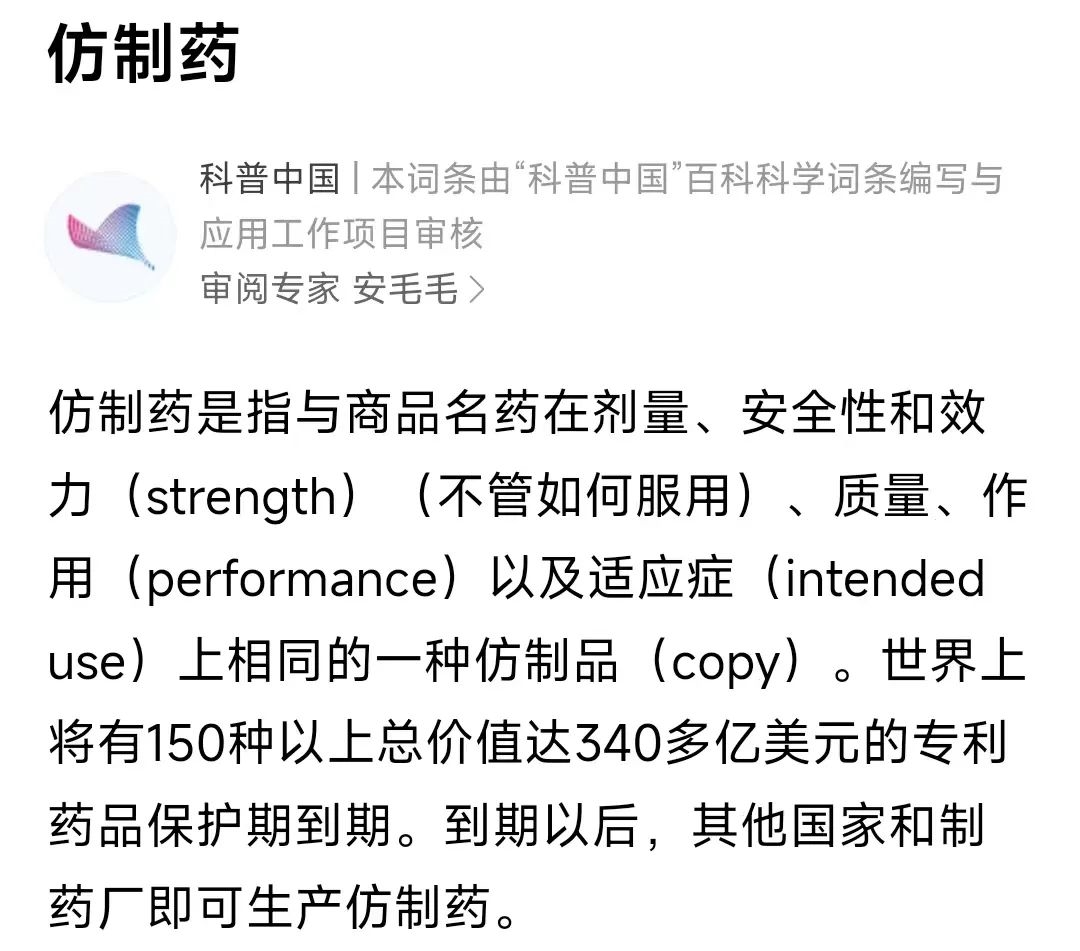 仿制药
科普中国 | 本词条由“科普中国”百科科学词条编写与
应用工作项目审核
审阅专家 安毛毛 >
仿制药是指与商品名药在剂量、安全性和效
力（strength）（不管如何服用）、质量、作
用（performance）以及适应症（intended
use）上相同的一种仿制品（copy）。世界上
将有150种以上总价值达340多亿美元的专利
药品保护期到期。到期以后，其他国家和制
药厂即可生产仿制药。